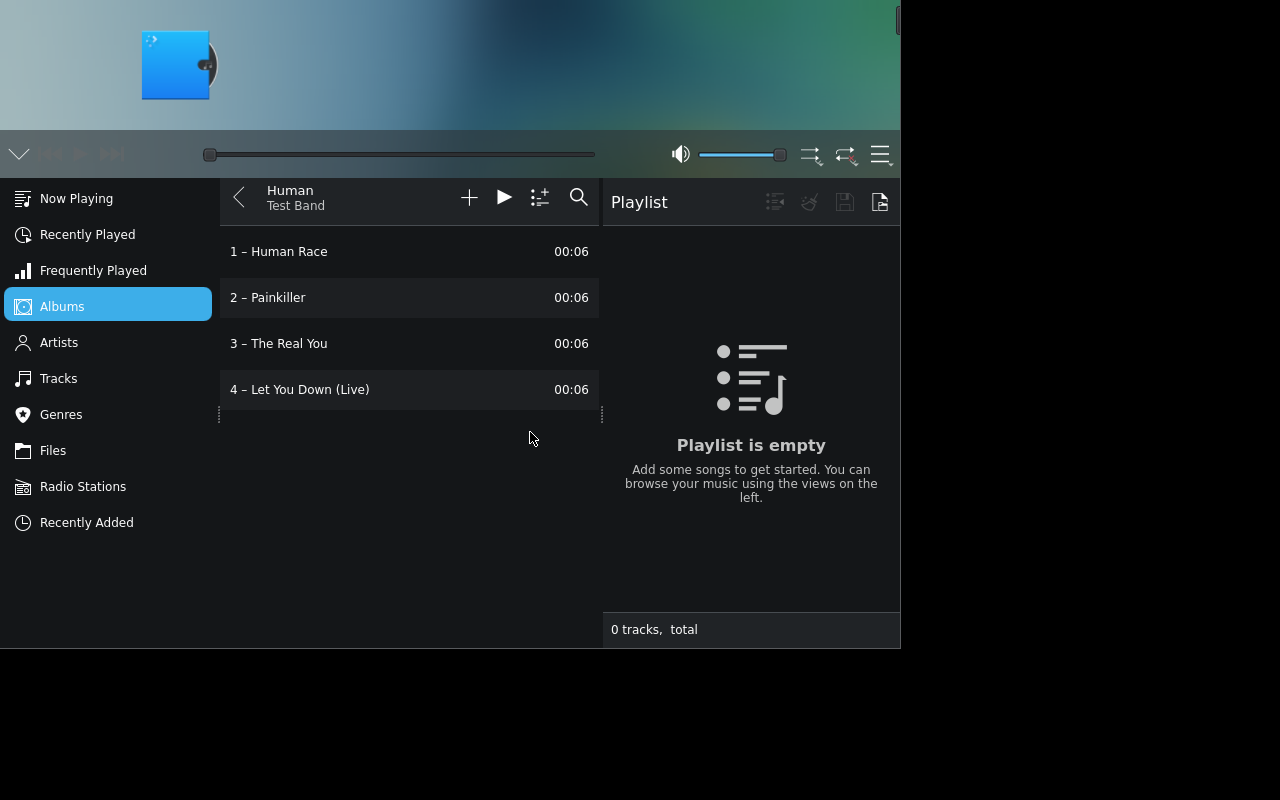 Now Playing
Recently Played
Frequently Played
Albums
Artists
Tracks
Genres
Files
Radio Stations
Recently Added
Human
Test Band
1 – Human Race 00:06
2 – Painkiller 00:06
3 – The Real You 00:06
4 – Let You Down (Live) 00:06
Playlist
Playlist is empty
Add some songs to get started. You can
browse your music using the views on the
left.
0 tracks,  total